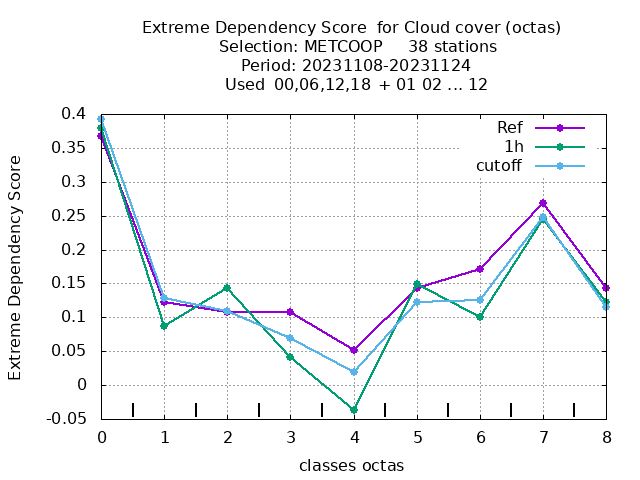 Extreme Dependency Score for Cloud cover (octas)
Selection: METCOOP 38 stations
Period: 20231108-20231124
Used 00,06,12,18 + 01 02 ... 12
Extreme Dependency Score
0.4
0.35
0.3
0.25
0.2
0.15
0.1
0.05
0
-0.05
Ref
1h
cutoff
0 1 2 3 4 5 6 7 8
classes octas